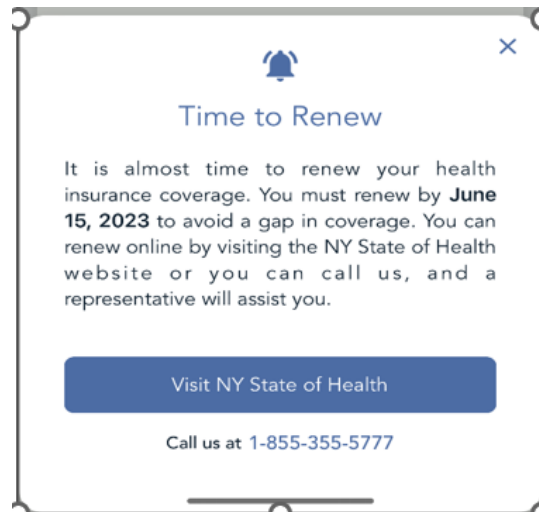 Time to Renew
It is almost time to renew your health
insurance coverage. You must renew by June
15, 2023 to avoid a gap in coverage. You can
renew online by visiting the NY State of Health
website or you can call us, and a
representative will assist you.
Visit NY State of Health
Call us at 1-855-355-5777